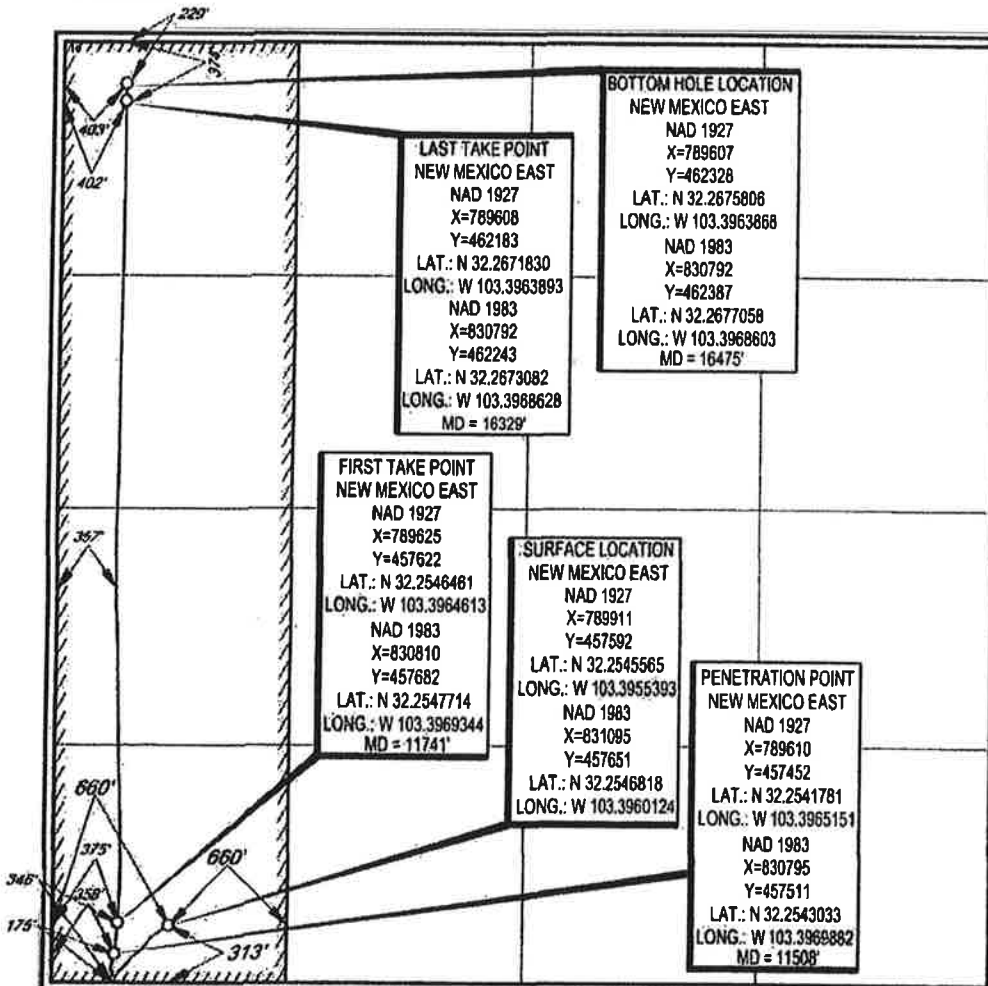 229'
374'
403'
402'
BOTTOM HOLE LOCATION
NEW MEXICO EAST
NAD 1927
X=789607
Y=462328
LAT.: N 32.2675806
LONG.: W 103.3963868
NAD 1983
X=830792
Y=462387
LAT.: N 32.2677058
LONG.: W 103.3968603
MD = 16475'
LAST TAKE POINT
NEW MEXICO EAST
NAD 1927
X=789608
Y=462183
LAT.: N 32.2671830
LONG.: W 103.3963893
NAD 1983
X=830792
Y=462243
LAT.: N 32.2673082
LONG.: W 103.3968628
MD = 16329'
FIRST TAKE POINT
NEW MEXICO EAST
NAD 1927
X=789625
Y=457622
LAT.: N 32.2546461
LONG.: W 103.3964613
NAD 1983
X=830810
Y=457682
LAT.: N 32.2547714
LONG.: W 103.3969344
MD = 11741'
SURFACE LOCATION
NEW MEXICO EAST
NAD 1927
X=789911
Y=457592
LAT.: N 32.2545565
LONG.: W 103.3955393
NAD 1983
X=831095
Y=457651
LAT.: N 32.2546818
LONG.: W 103.3960124
PENETRATION POINT
NEW MEXICO EAST
NAD 1927
X=789610
Y=457452
LAT.: N 32.2541781
LONG.: W 103.3965151
NAD 1983
X=830795
Y=457511
LAT.: N 32.2543033
LONG.: W 103.3969882
MD = 11508'
357'
660'
375'
660'
346'
358'
175'
313'